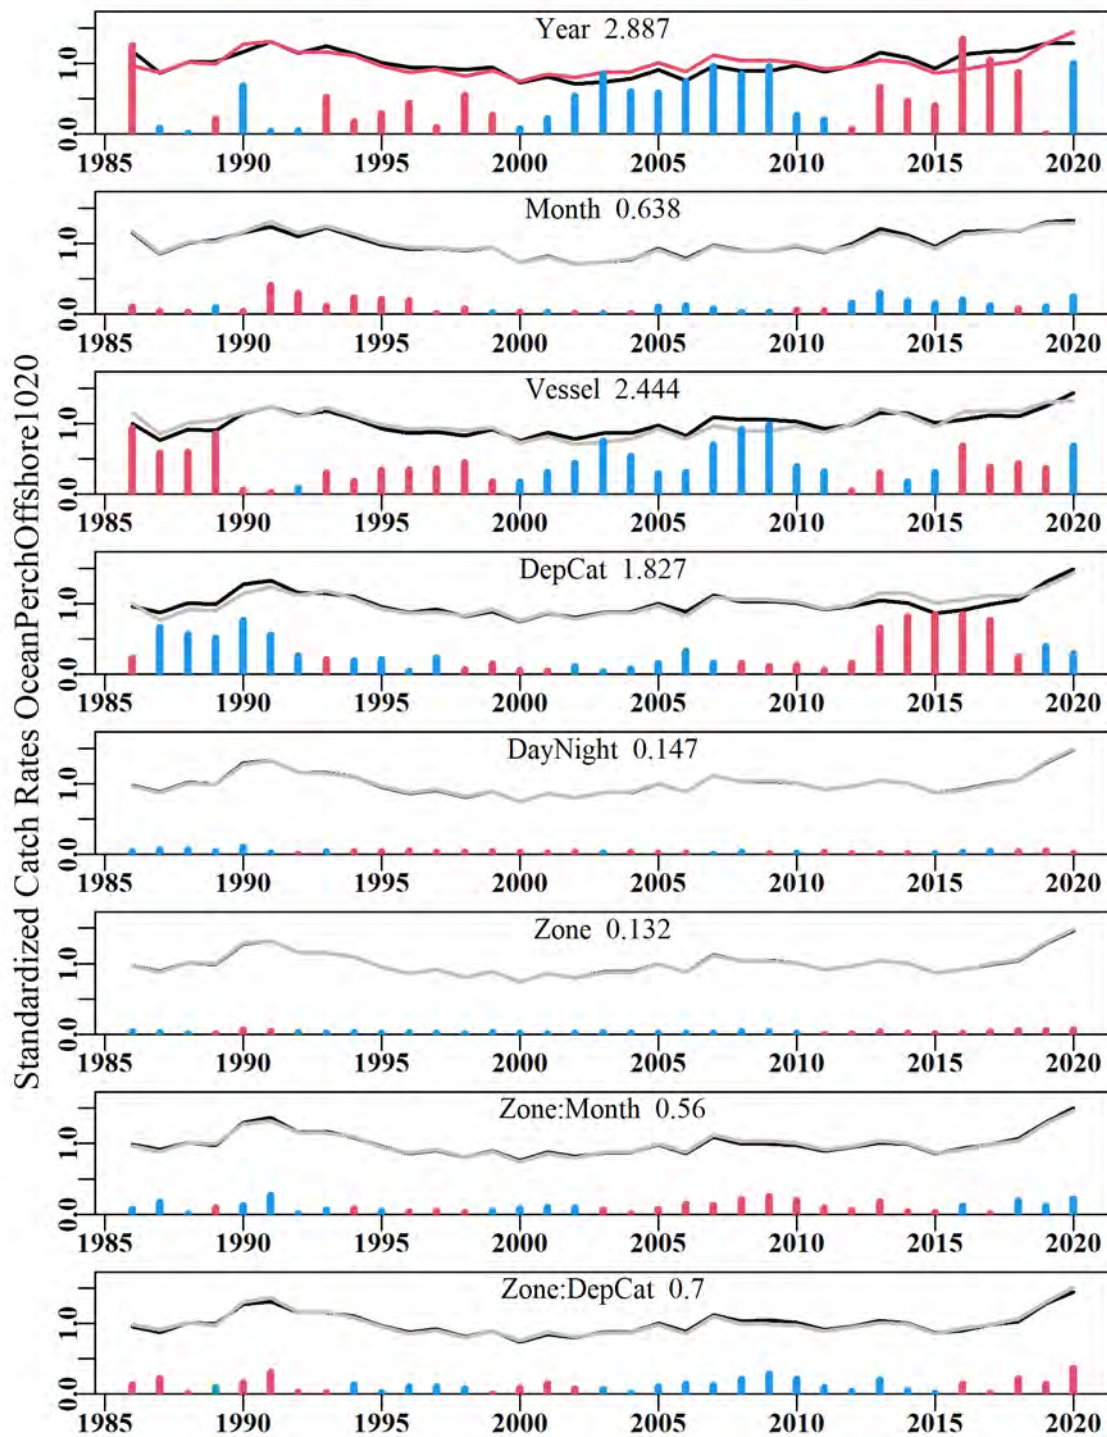 Standardized Catch Rates OceanPerchOffshore1020
Year 2.887
1.0
0.0
1985 1990 1995 2000 2005 2010 2015 2020
Month 0.638
1.0
0.0
1985 1990 1995 2000 2005 2010 2015 2020
Vessel 2.444
1.0
0.0
1985 1990 1995 2000 2005 2010 2015 2020
DepCat 1.827
1.0
0.0
1985 1990 1995 2000 2005 2010 2015 2020
DayNight 0.147
1.0
0.0
1985 1990 1995 2000 2005 2010 2015 2020
Zone 0.132
1.0
0.0
1985 1990 1995 2000 2005 2010 2015 2020
Zone:Month 0.56
1.0
0.0
1985 1990 1995 2000 2005 2010 2015 2020
Zone:DepCat 0.7
1.0
0.0
1985 1990 1995 2000 2005 2010 2015 2020